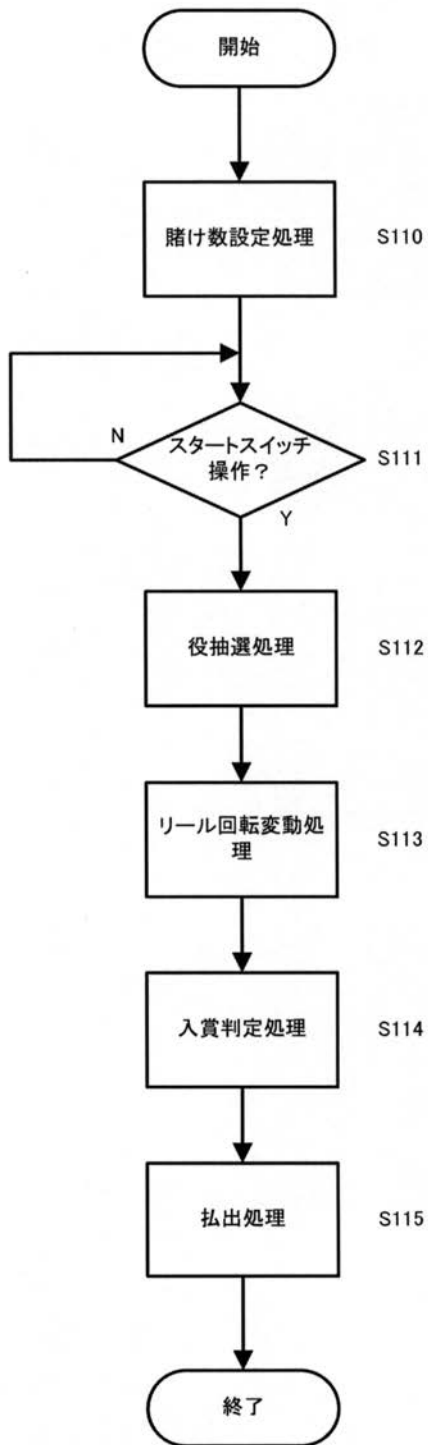 開始
賭け数設定処理
S110
N
スタートスイッチ
操作？
S111
Y
役抽選処理
S112
リール回転変動処
理
S113
入賞判定処理
S114
払出処理
S115
終了